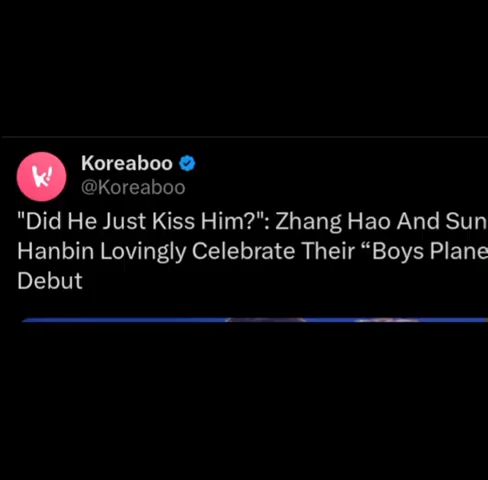 Koreaboo
@Koreaboo
"Did He Just Kiss Him?": Zhang Hao And Sun
Hanbin Lovingly Celebrate Their “Boys Plane
Debut